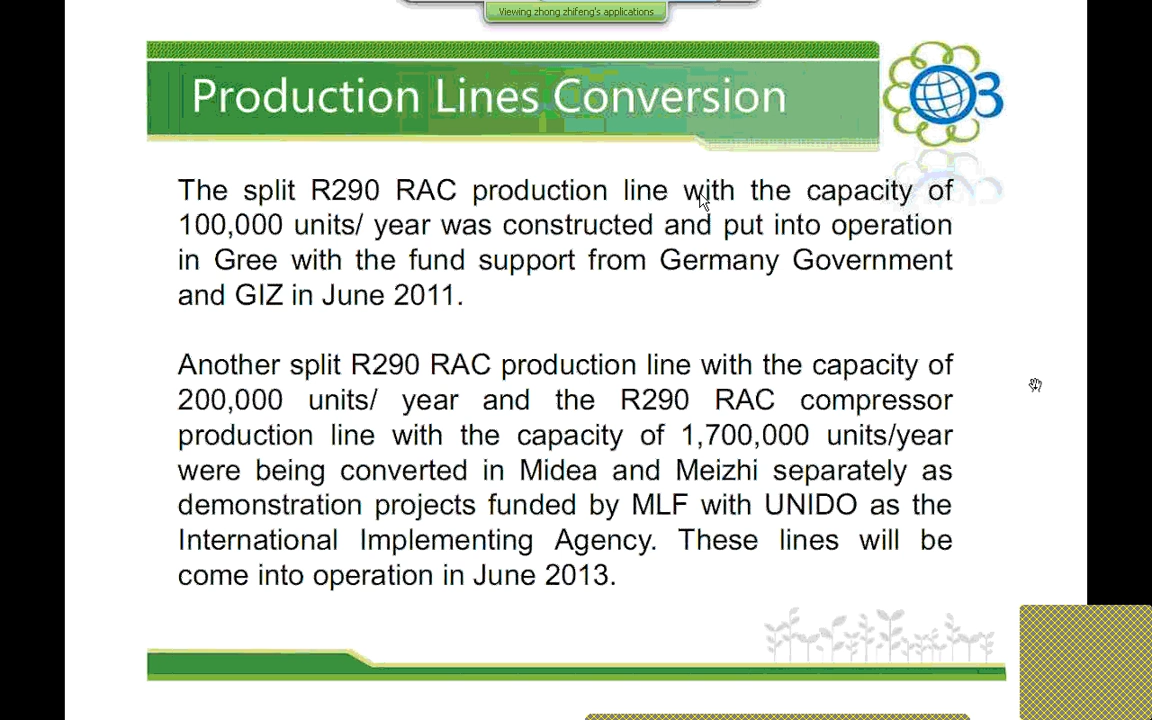 Viewing zhong zhifeng's applications
Production Lines Conversion
3
The split R290 RAC production line with the capacity of
100,000 units/ year was constructed and put into operation
in Gree with the fund support from Germany Government
and GIZ in June 2011.
Another split R290 RAC production line with the capacity of
200,000 units/ year and the R290 RAC compressor
production line with the capacity of 1,700,000 units/year
were being converted in Midea and Meizhi separately as
demonstration projects funded by MLF with UNIDO as the
International Implementing Agency. These lines will be
come into operation in June 2013.